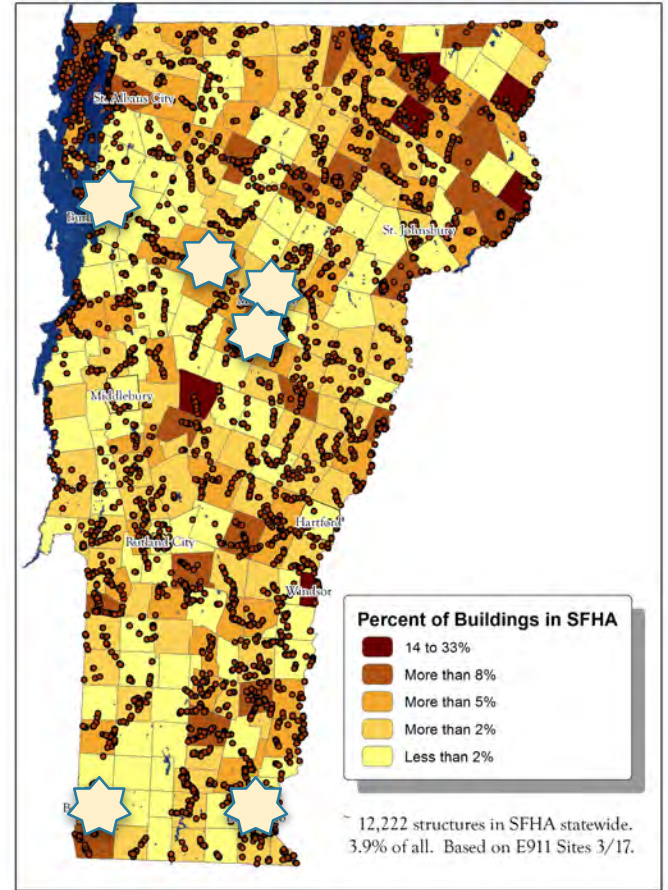 St. Albans City
St. Johnsbury
Middlebury
Hartford
Rutland City
Windsor
Percent of Buildings in SFHA
14 to 33%
More than 8%
More than 5%
More than 2%
Less than 2%
~ 12,222 structures in SFHA statewide.
3.9% of all. Based on E911 Sites 3/17.